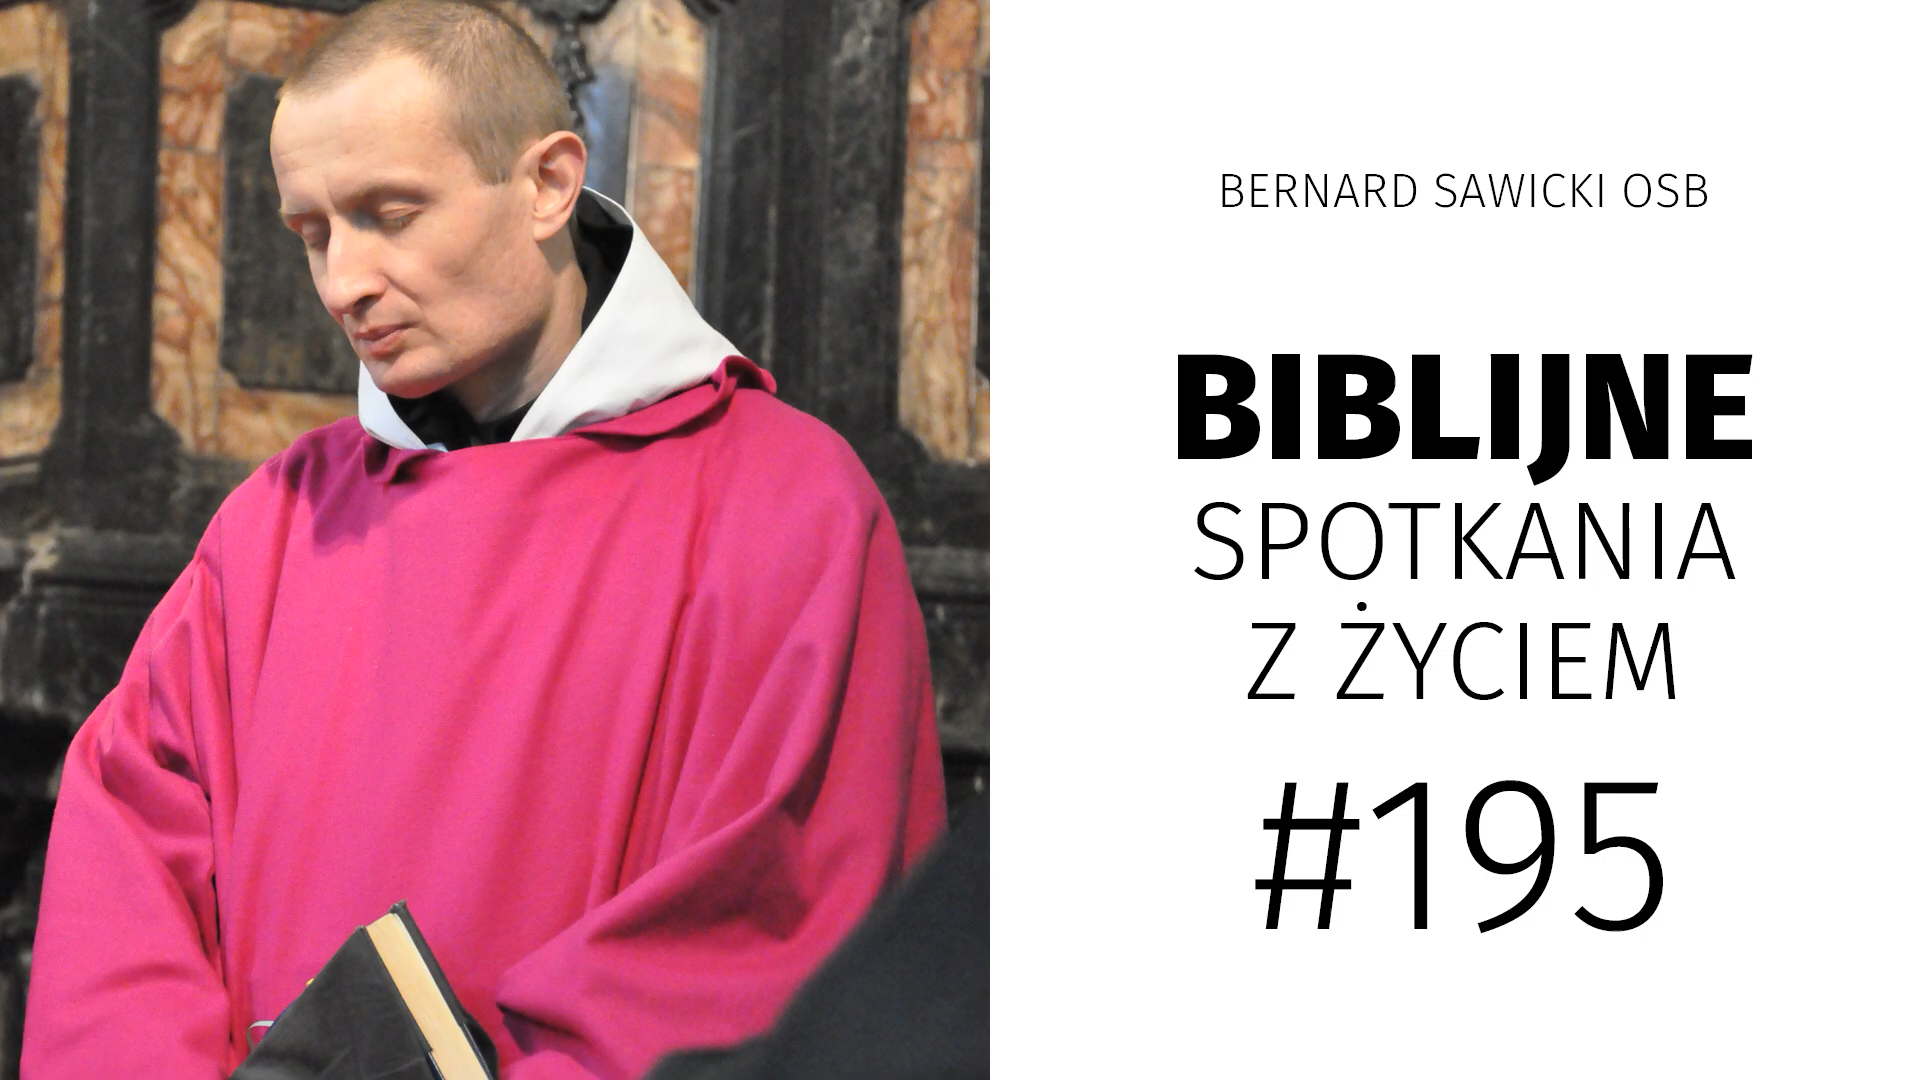 BERNARD SAWICKI OSB
BIBLIJNE
SPOTKANIA
Z ŻYCIEM
#195